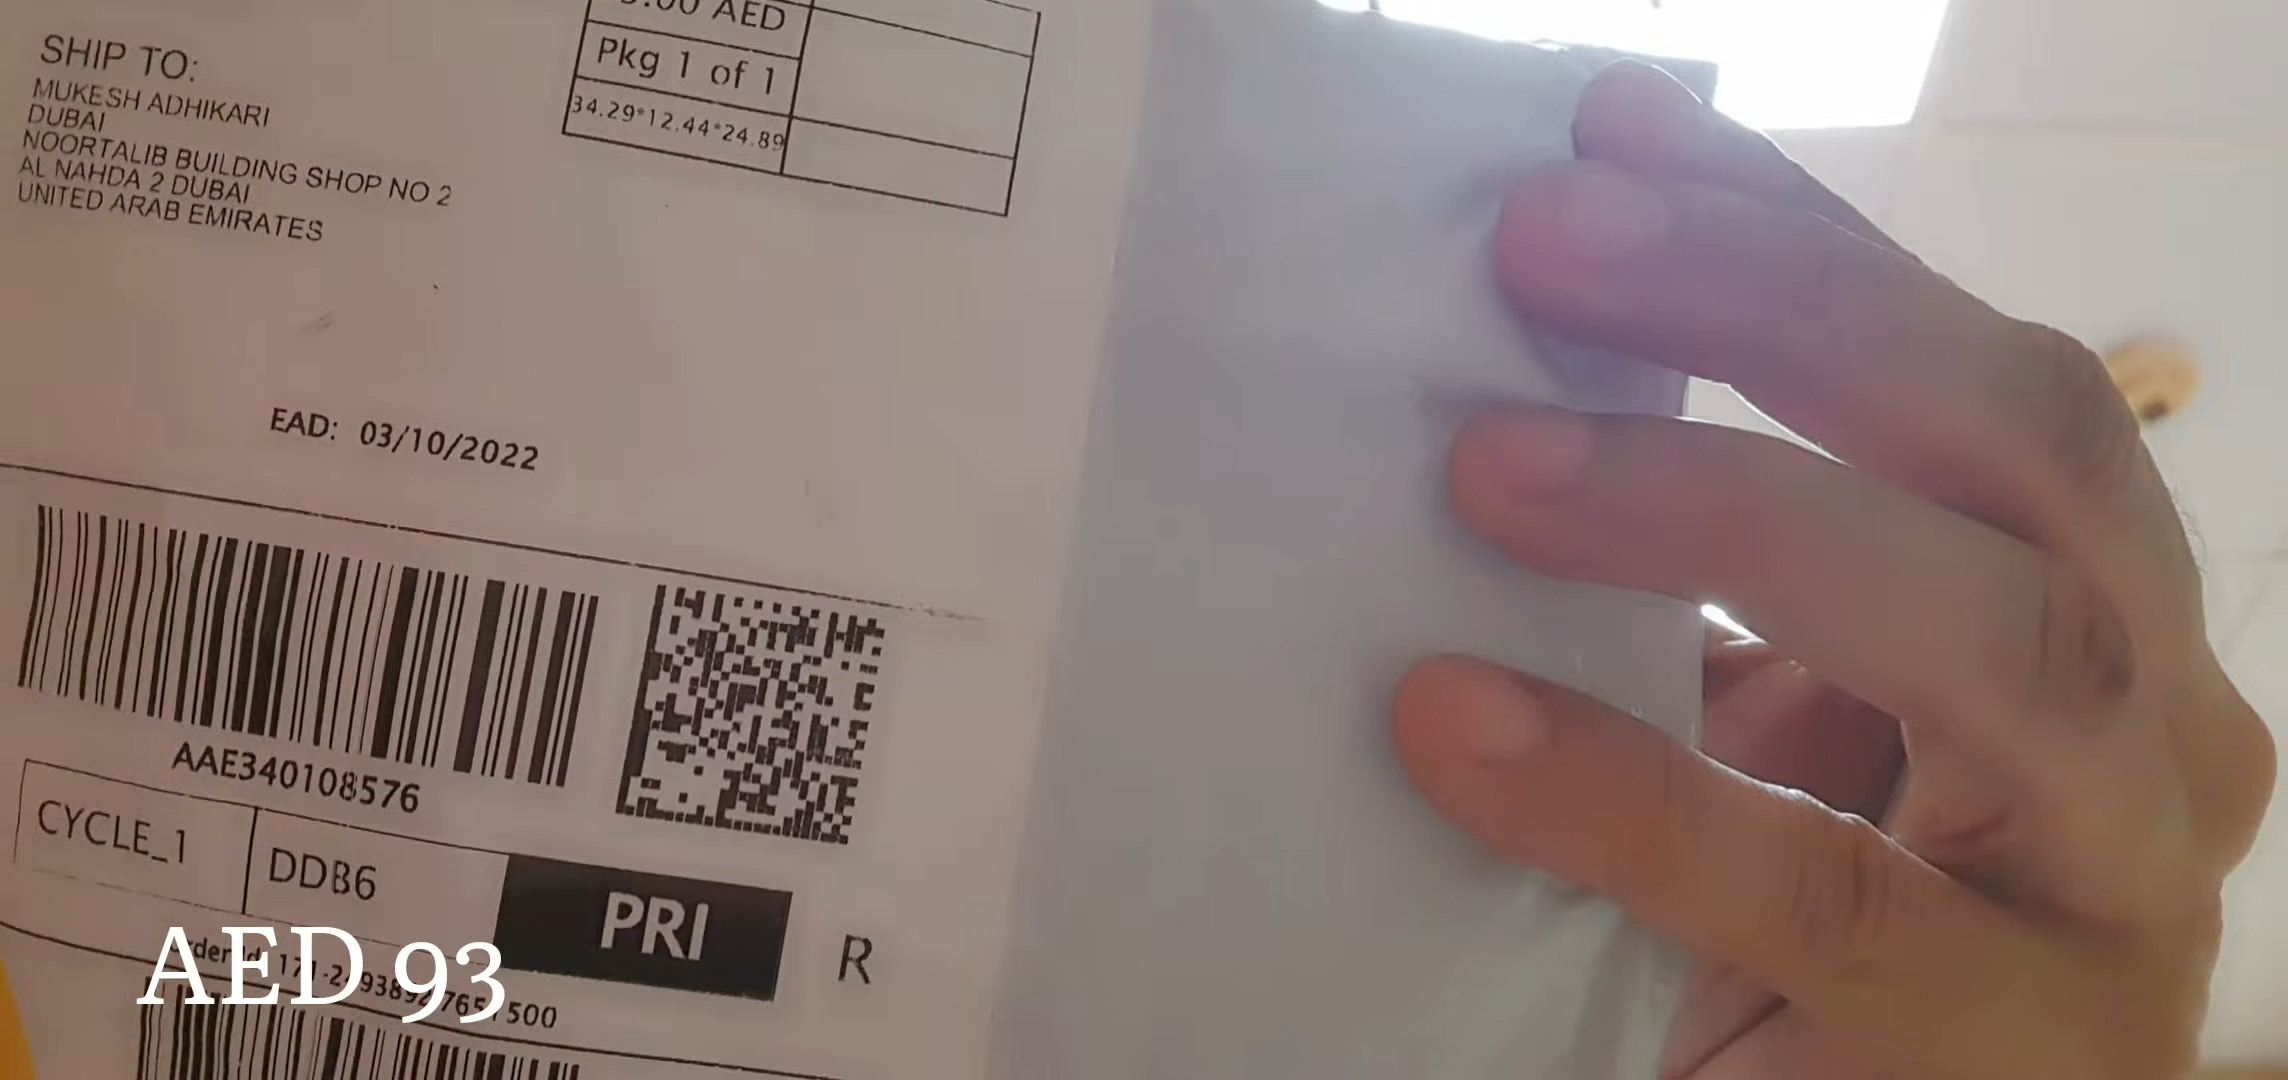 .00 AED
Pkg 1 of 1
34.29*12.44*24.89
SHIP TO:
MUKESH ADHIKARI
DUBAI
NOORTALIB BUILDING SHOP NO 2
AL NAHDA 2 DUBAI
UNITED ARAB EMIRATES
EAD: 03/10/2022
AAE340108576
CYCLE_1
DDB6
PRI
R
AED 93